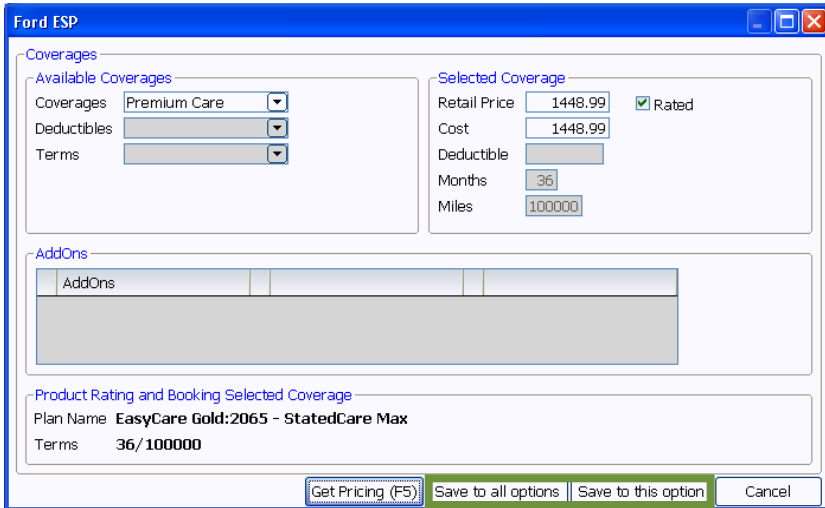 Ford ESP
Coverages
Available Coverages
Coverages Premium Care
Deductibles
Terms
Selected Coverage
Retail Price 1448.99 Rated
Cost 1448.99
Deductible
Months 36
Miles 100000
AddOns
AddOns
Product Rating and Booking Selected Coverage
Plan Name EasyCare Gold:2065 - StatedCare Max
Terms 36/100000
Get Pricing (F5) Save to all options Save to this option Cancel